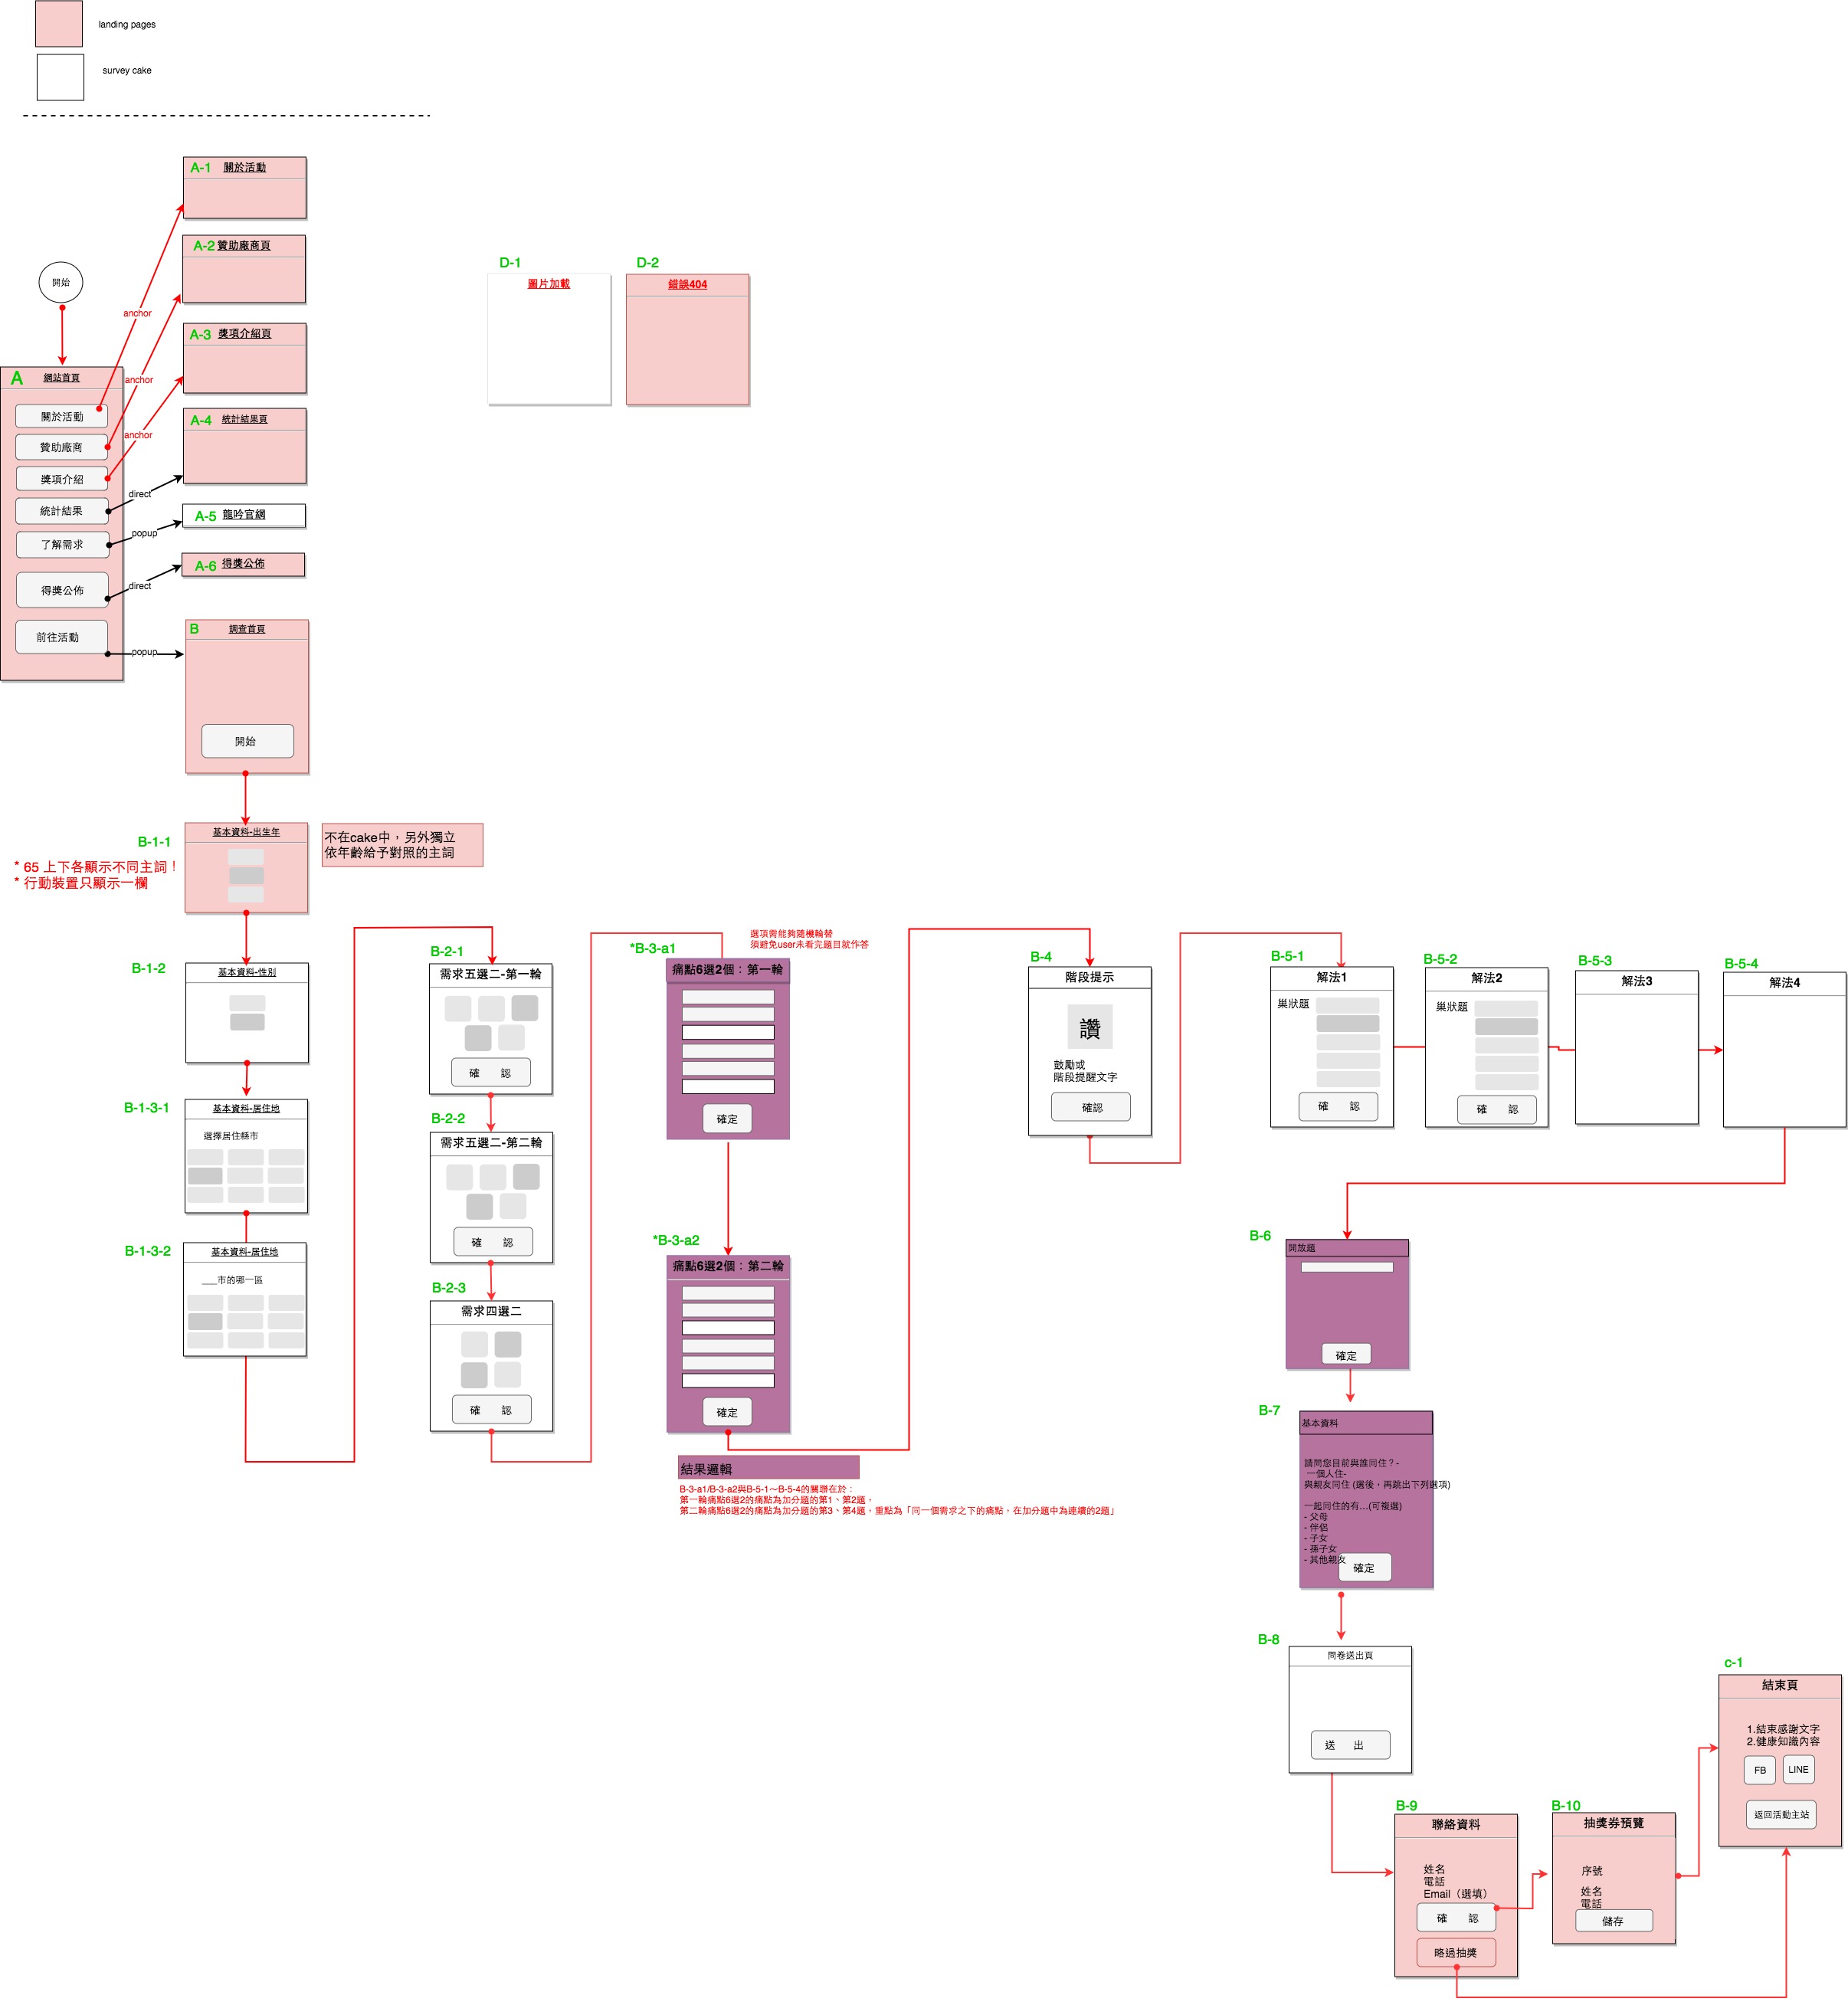 landing pages
survey cake
A-1 關於活動
A-2 贊助廠商頁
A-3 獎項介紹頁
A-4 統計結果頁
A-5 龍吟官網
A-6 得獎公佈
開始
anchor
anchor
anchor
direct
popup
direct
popup
A 網站首頁
關於活動
贊助廠商
獎項介紹
統計結果
了解需求
得獎公佈
前往活動
D-1
圖片加載
D-2
錯誤404
B 調查首頁
開始
B-1-1
基本資料-出生年
* 65 上下各顯示不同主詞！
* 行動裝置只顯示一欄
不在cake中，另外獨立
依年齡給予對照的主詞
B-1-2
基本資料-性別
B-1-3-1
基本資料-居住地
選擇居住縣市
B-1-3-2
基本資料-居住地
___市的哪一區
B-2-1
需求五選二-第一輪
確 認
B-2-2
需求五選二-第二輪
確 認
B-2-3
需求四選二
確 認
*B-3-a1
選項需能夠隨機輪替
須避免user未看完題目就作答
痛點6選2個：第一輪
確定
*B-3-a2
痛點6選2個：第二輪
確定
結果邏輯
B-3-a1/B-3-a2與B-5-1～B-5-4的關聯在於：
第一輪痛點6選2的痛點為加分題的第1、第2題，
第二輪痛點6選2的痛點為加分題的第3、第4題，重點為「同一個需求之下的痛點，在加分題中為連續的2題」
B-4
階段提示
讚
鼓勵或
階段提醒文字
確認
B-5-1
解法1
巢狀題
確 認
B-5-2
解法2
巢狀題
確 認
B-5-3
解法3
B-5-4
解法4
B-6
開放題
確定
B-7
基本資料
請問您目前與誰同住？-
一個人住-
與親友同住 (選後，再跳出下列選項)
一起同住的有…(可複選)
- 父母
- 伴侶
- 子女
- 孫子女
- 其他親友
確定
B-8
問卷送出頁
送 出
B-9
聯絡資料
姓名
電話
Email（選填）
確 認
略過抽獎
B-10
抽獎券預覽
序號
姓名
電話
儲存
c-1
結束頁
1.結束感謝文字
2.健康知識內容
FB
LINE
返回活動主站